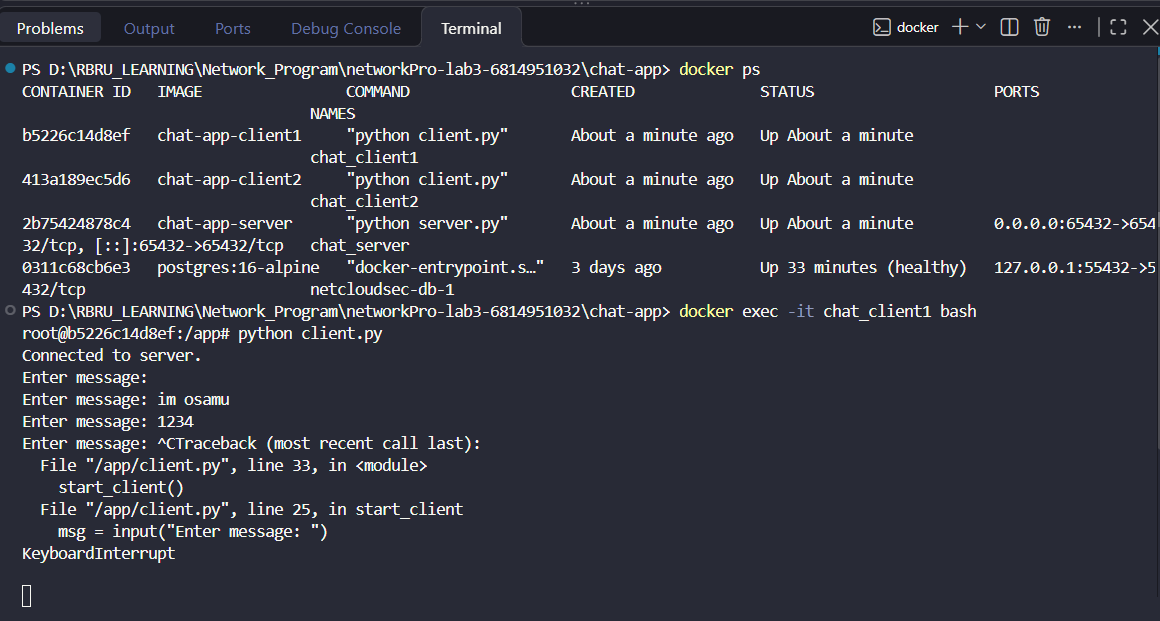 Problems Output Ports Debug Console Terminal docker
PS D:\RBRU_LEARNING\Network_Program\networkPro-lab3-6814951032\chat-app> docker ps
CONTAINER ID   IMAGE                COMMAND                  CREATED              STATUS                    PORTS
                                NAMES
b5226c14d8ef   chat-app-client1     "python client.py"       About a minute ago   Up About a minute
                                chat_client1
413a189ec5d6   chat-app-client2     "python client.py"       About a minute ago   Up About a minute
                                chat_client2
2b75424878c4   chat-app-server      "python server.py"       About a minute ago   Up About a minute         0.0.0.0:65432->654
32/tcp, [::]:65432->65432/tcp   chat_server
0311c68cb6e3   postgres:16-alpine   "docker-entrypoint.s…"   3 days ago           Up 33 minutes (healthy)   127.0.0.1:55432->5
432/tcp                         netcloudsec-db-1
PS D:\RBRU_LEARNING\Network_Program\networkPro-lab3-6814951032\chat-app> docker exec -it chat_client1 bash
root@b5226c14d8ef:/app# python client.py
Connected to server.
Enter message:
Enter message: im osamu
Enter message: 1234
Enter message: ^CTraceback (most recent call last):
  File "/app/client.py", line 33, in <module>
    start_client()
  File "/app/client.py", line 25, in start_client
    msg = input("Enter message: ")
KeyboardInterrupt